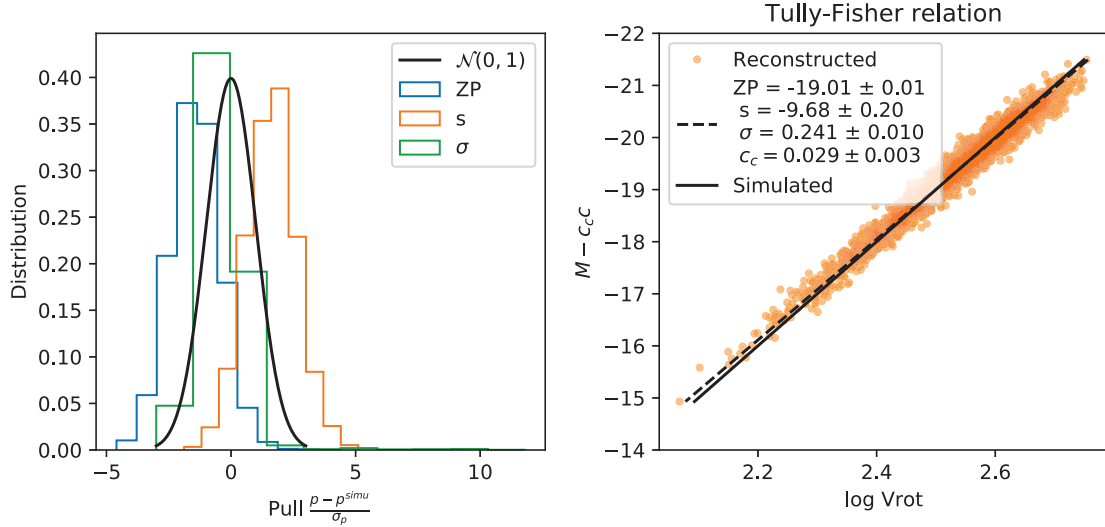 0.40
0.35
0.30
0.25
0.20
0.15
0.10
0.05
0.00
Distribution
−5
0
5
10
Pull \frac{p − p^{simu}}{σ_p}
𝒩(0, 1)
ZP
s
σ
Tully-Fisher relation
−22
−21
−20
−19
−18
−17
−16
−15
−14
M − c_c c
2.2
2.4
2.6
log Vrot
Reconstructed
ZP = -19.01 ± 0.01
s = -9.68 ± 0.20
σ = 0.241 ± 0.010
c_c = 0.029 ± 0.003
Simulated